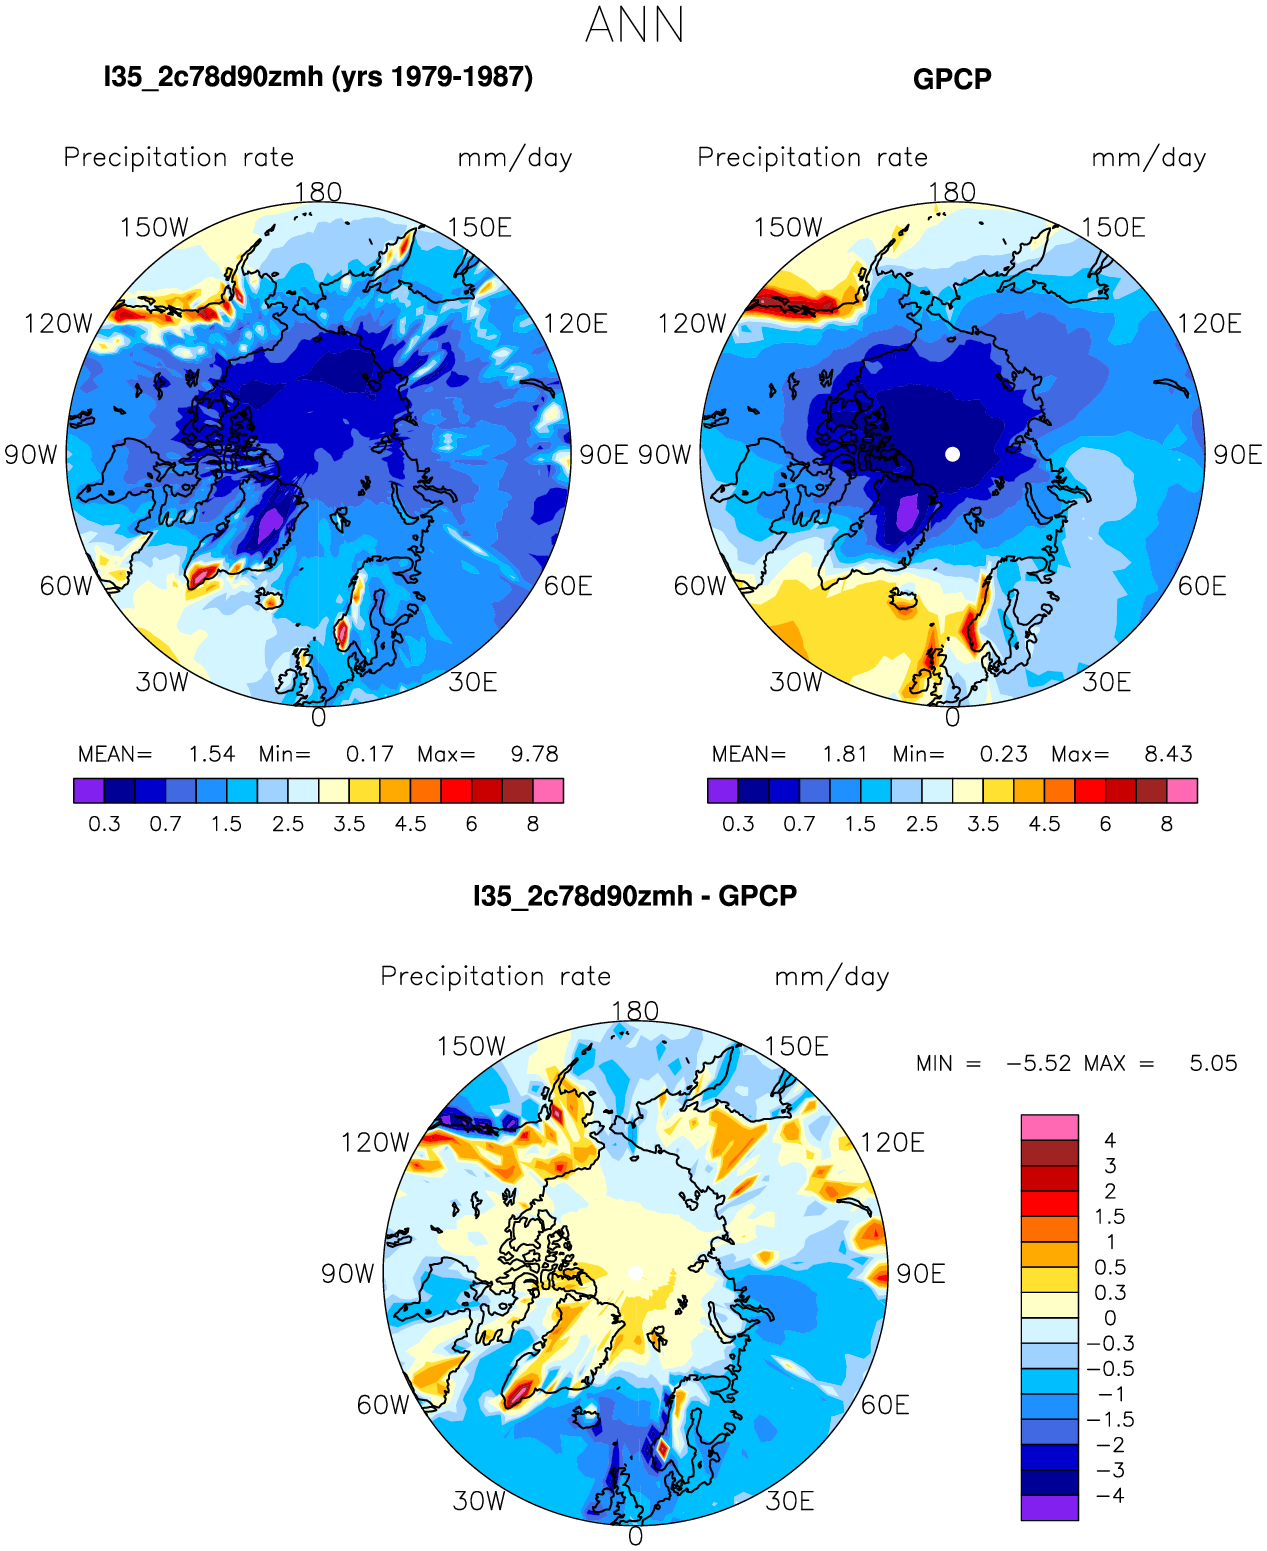 ANN
l35_2c78d90zmh (yrs 1979-1987)
GPCP
Precipitation rate mm/day
Precipitation rate mm/day
180
150W 150E
120W 120E
90W 90E
60W 60E
30W 30E
0
180
150W 150E
120W 120E
90W 90E
60W 60E
30W 30E
0
MEAN= 1.54 Min= 0.17 Max= 9.78
MEAN= 1.81 Min= 0.23 Max= 8.43
0.3 0.7 1.5 2.5 3.5 4.5 6 8
0.3 0.7 1.5 2.5 3.5 4.5 6 8
l35_2c78d90zmh - GPCP
Precipitation rate mm/day
180
150W 150E
120W 120E
90W 90E
60W 60E
30W 30E
0
MIN = -5.52 MAX = 5.05
4
3
2
1.5
1
0.5
0.3
0
-0.3
-0.5
-1
-1.5
-2
-3
-4